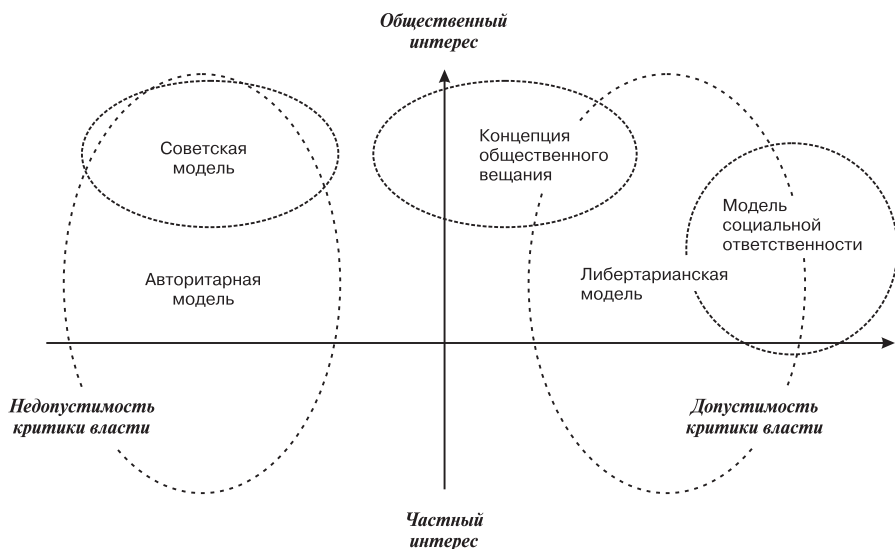 Общественный
интерес
Советская
модель
Концепция
общественного
вещания
Модель
социальной
ответственности
Авторитарная
модель
Либертарианская
модель
Недопустимость
критики власти
Допустимость
критики власти
Частный
интерес